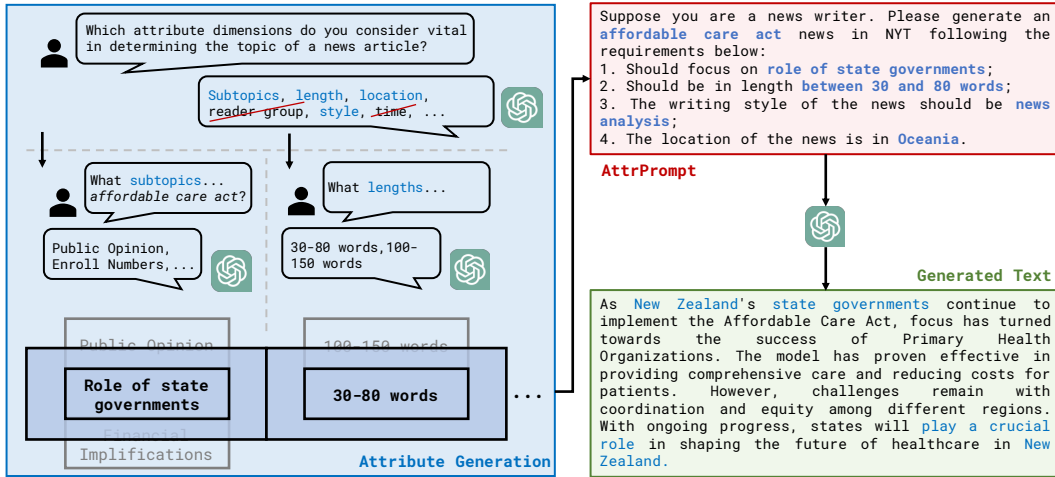 Which attribute dimensions do you consider vital
in determining the topic of a news article?
Subtopics, length, location,
reader group, style, time, ...
What subtopics...
affordable care act?
What lengths...
Public Opinion,
Enroll Numbers,...
30-80 words,100-
150 words
Public Opinion
100-150 words
Role of state
governments
30-80 words
...
Financial
Implifications
Attribute Generation
Suppose you are a news writer. Please generate an
affordable care act news in NYT following the
requirements below:
1. Should focus on role of state governments;
2. Should be in length between 30 and 80 words;
3. The writing style of the news should be news
analysis;
4. The location of the news is in Oceania.
AttrPrompt
Generated Text
As New Zealand's state governments continue to
implement the Affordable Care Act, focus has turned
towards the success of Primary Health
Organizations. The model has proven effective in
providing comprehensive care and reducing costs for
patients. However, challenges remain with
coordination and equity among different regions.
With ongoing progress, states will play a crucial
role in shaping the future of healthcare in New
Zealand.